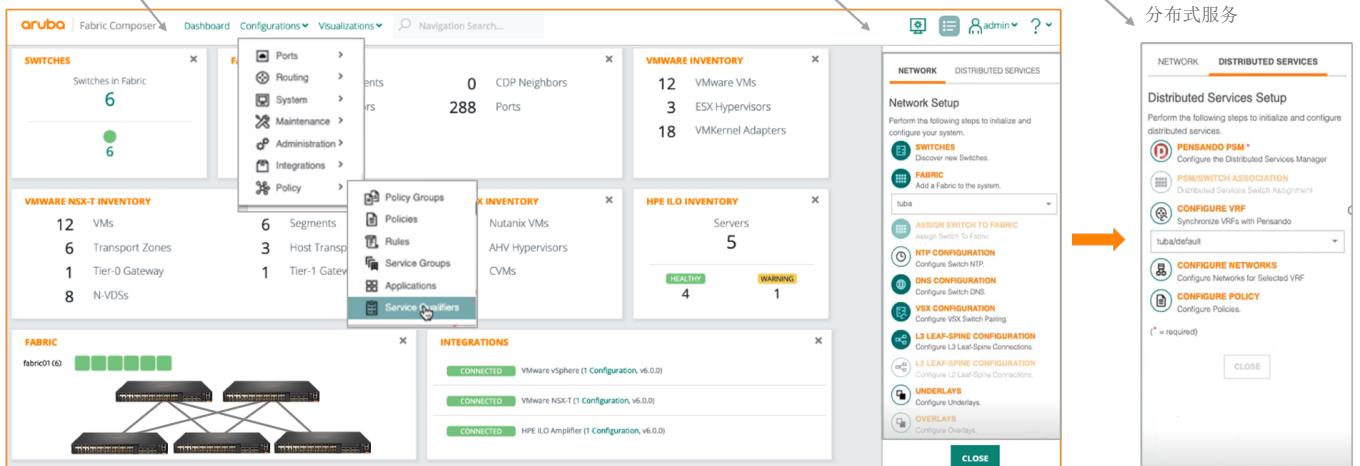 分布式服务
aruba Fabric Composer Dashboard Configurations Visualizations Navigation Search... admin ?
SWITCHES
Switches in Fabric
6
6
Ports
Routing
System
Maintenance
Administration
Integrations
Policy
Policy Groups
Policies
Rules
Service Groups
Applications
Service Qualifiers
0 CDP Neighbors
288 Ports
VMWARE INVENTORY
12 VMware VMs
3 ESX Hypervisors
18 VMKernel Adapters
VMWARE NSX-T INVENTORY
12 VMs
6 Transport Zones
1 Tier-0 Gateway
8 N-VDSs
6 Segments
3 Host Transp
1 Tier-1 Gatew
X INVENTORY
Nutanix VMs
AHV Hypervisors
CVMs
HPE ILO INVENTORY
Servers
5
HEALTHY WARNING
4 1
FABRIC
fabric01 (6)
INTEGRATIONS
CONNECTED VMware vSphere (1 Configuration, v6.0.0)
CONNECTED VMware NSX-T (1 Configuration, v6.0.0)
CONNECTED HPE iLO Amplifier (1 Configuration, v6.0.0)
NETWORK DISTRIBUTED SERVICES
Network Setup
Perform the following steps to initialize and
configure your system.
SWITCHES
Discover new Switches.
FABRIC
Add a Fabric to the system.
tuba
ASSIGN SWITCH TO FABRIC
Assign Switch To Fabric
NTP CONFIGURATION
Configure Switch NTP.
DNS CONFIGURATION
Configure Switch DNS.
VSX CONFIGURATION
Configure VSX Switch Pairing.
L3 LEAF-SPINE CONFIGURATION
Configure L3 Leaf-Spine Connections.
L2 LEAF-SPINE CONFIGURATION
Configure L2 Leaf-Spine Connections.
UNDERLAYS
Configure Underlays.
OVERLAYS
Configure Overlays.
CLOSE
NETWORK DISTRIBUTED SERVICES
Distributed Services Setup
Perform the following steps to initialize and configure
distributed services.
PENSANDO PSM *
Configure the Distributed Services Manager
PSM/SWITCH ASSOCIATION
Distributed Services Switch Assignment
CONFIGURE VRF
Synchronize VRFs with Pensando
tuba/default
CONFIGURE NETWORKS
Configure Networks for Selected VRF
CONFIGURE POLICY
Configure Policies.
(* = required)
CLOSE